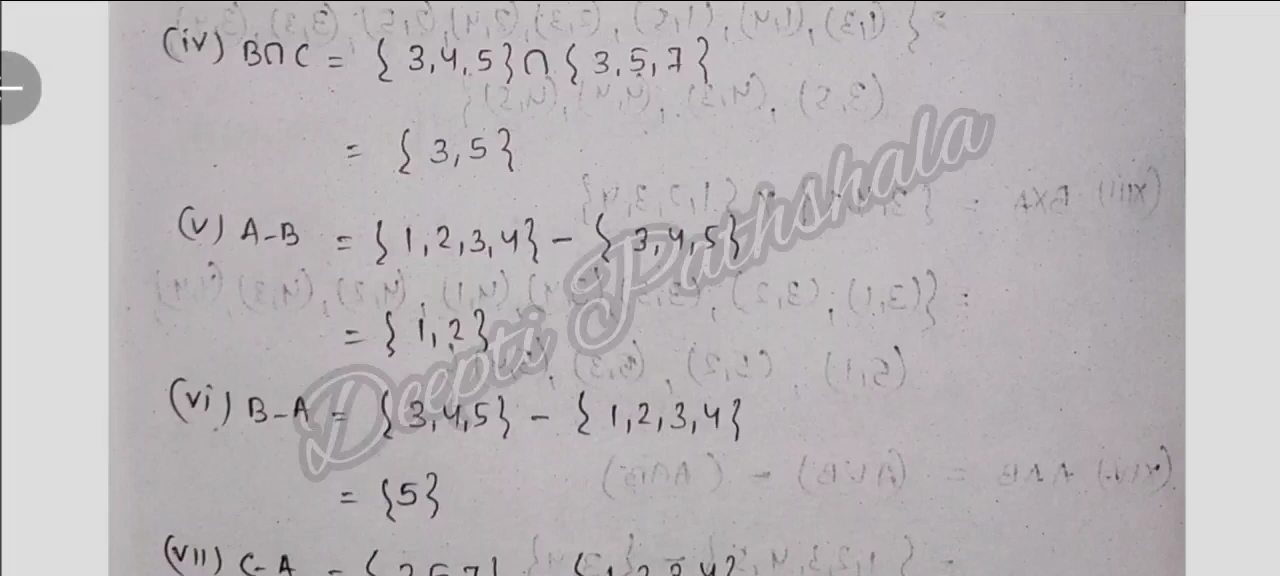 (iv) B∩C = { 3,4,5 } ∩ { 3,5,7 }
= { 3,5 }
(v) A-B = { 1,2,3,4 } - { 3,4,5 }
= { 1,2 }
(vi) B-A = { 3,4,5 } - { 1,2,3,4 }
= {5}
(vii) C-A = {
Deepti Pathshala